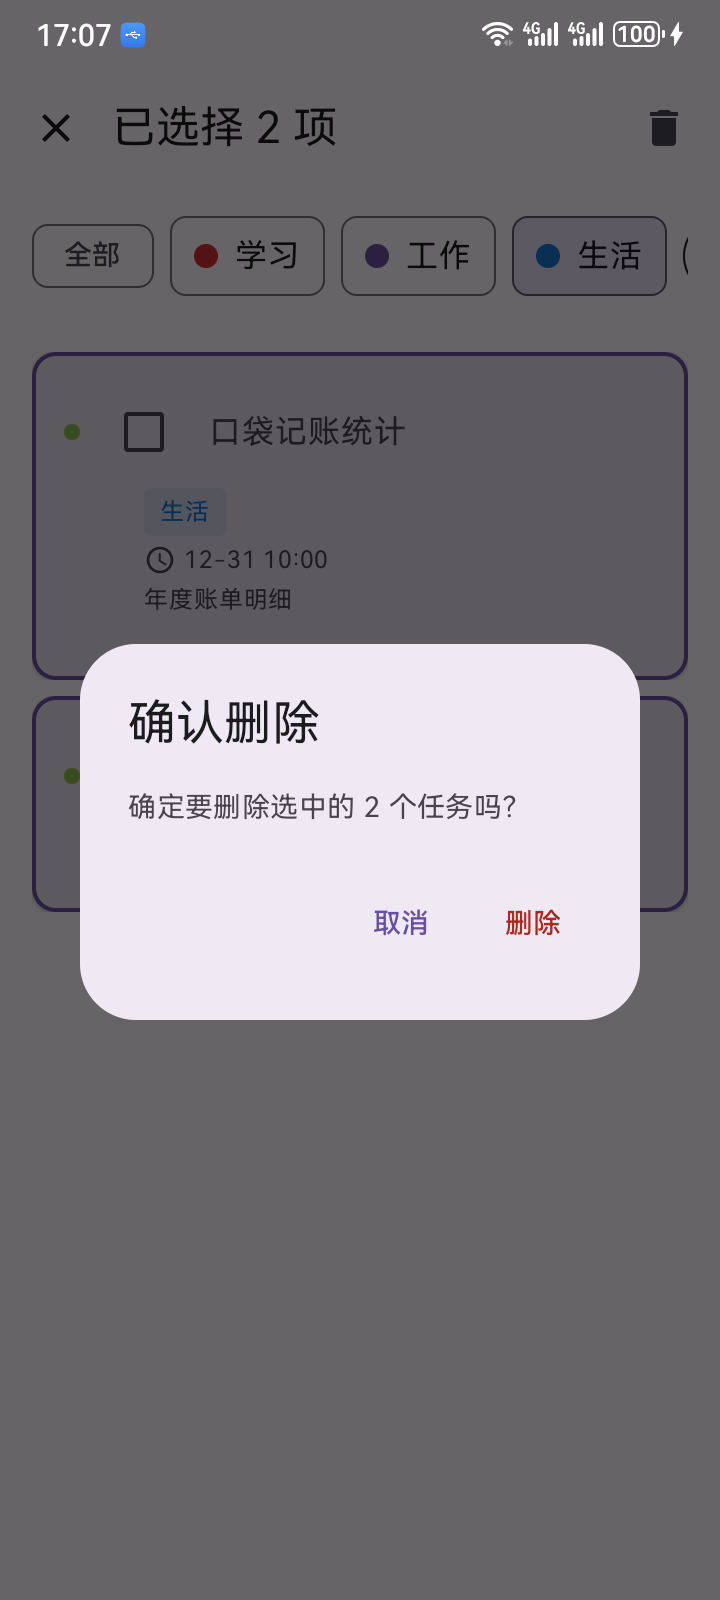 17:07
4G 4G 100
已选择 2 项
全部
学习
工作
生活
口袋记账统计
生活
12-31 10:00
年度账单明细
确认删除
确定要删除选中的 2 个任务吗?
取消
删除